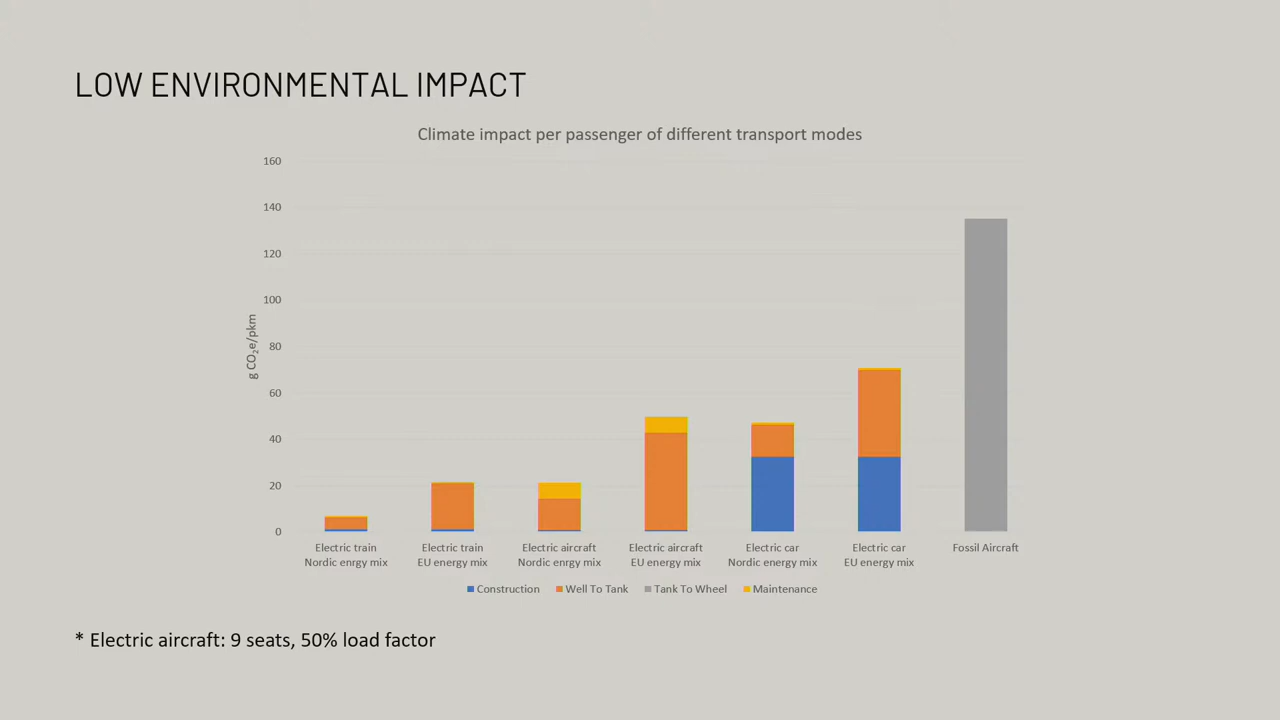 LOW ENVIRONMENTAL IMPACT
Climate impact per passenger of different transport modes
160
140
120
100
80
60
40
20
0
g CO₂e/pkm
Electric train
Nordic enrgy mix
Electric train
EU energy mix
Electric aircraft
Nordic enrgy mix
Electric aircraft
EU energy mix
Electric car
Nordic energy mix
Electric car
EU energy mix
Fossil Aircraft
Construction Well To Tank Tank To Wheel Maintenance
* Electric aircraft: 9 seats, 50% load factor